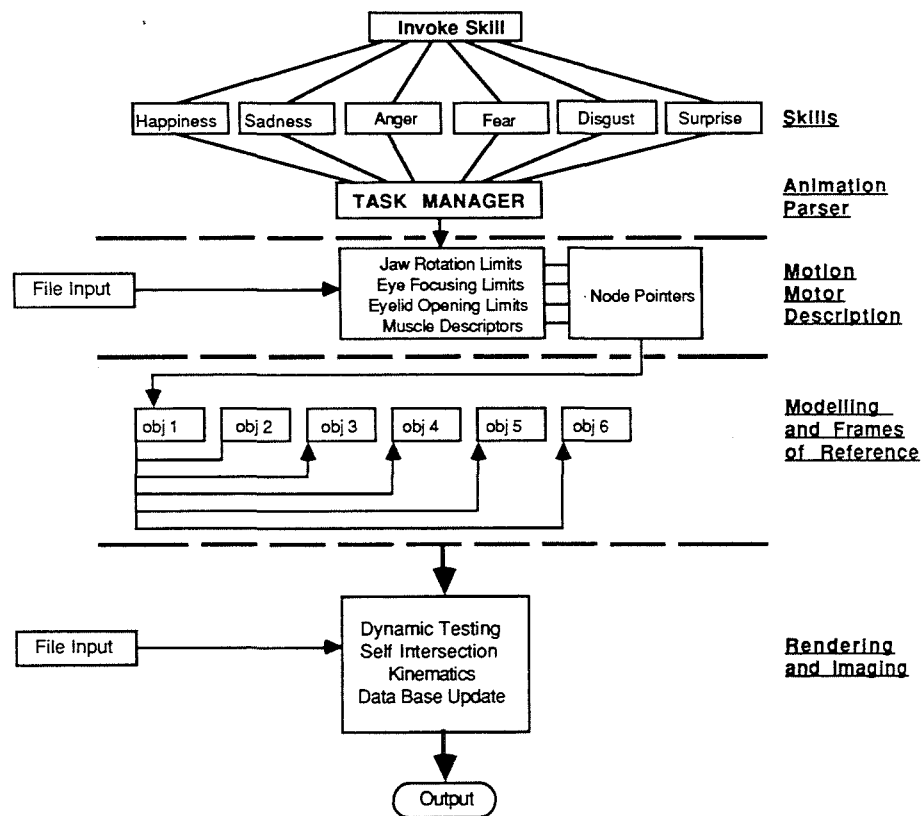 Invoke Skill
Happiness Sadness Anger Fear Disgust Surprise
Skills
TASK MANAGER
Animation
Parser
File Input
Jaw Rotation Limits
Eye Focusing Limits
Eyelid Opening Limits
Muscle Descriptors
Node Pointers
Motion
Motor
Description
obj 1 obj 2 obj 3 obj 4 obj 5 obj 6
Modelling
and Frames
of Reference
File Input
Dynamic Testing
Self Intersection
Kinematics
Data Base Update
Rendering
and Imaging
Output